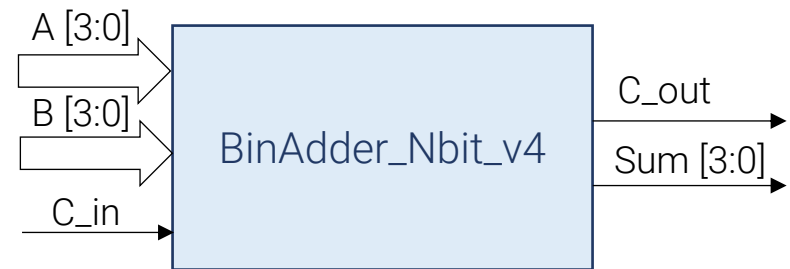 A [3:0]
B [3:0]
C_in
BinAdder_Nbit_v4
C_out
Sum [3:0]